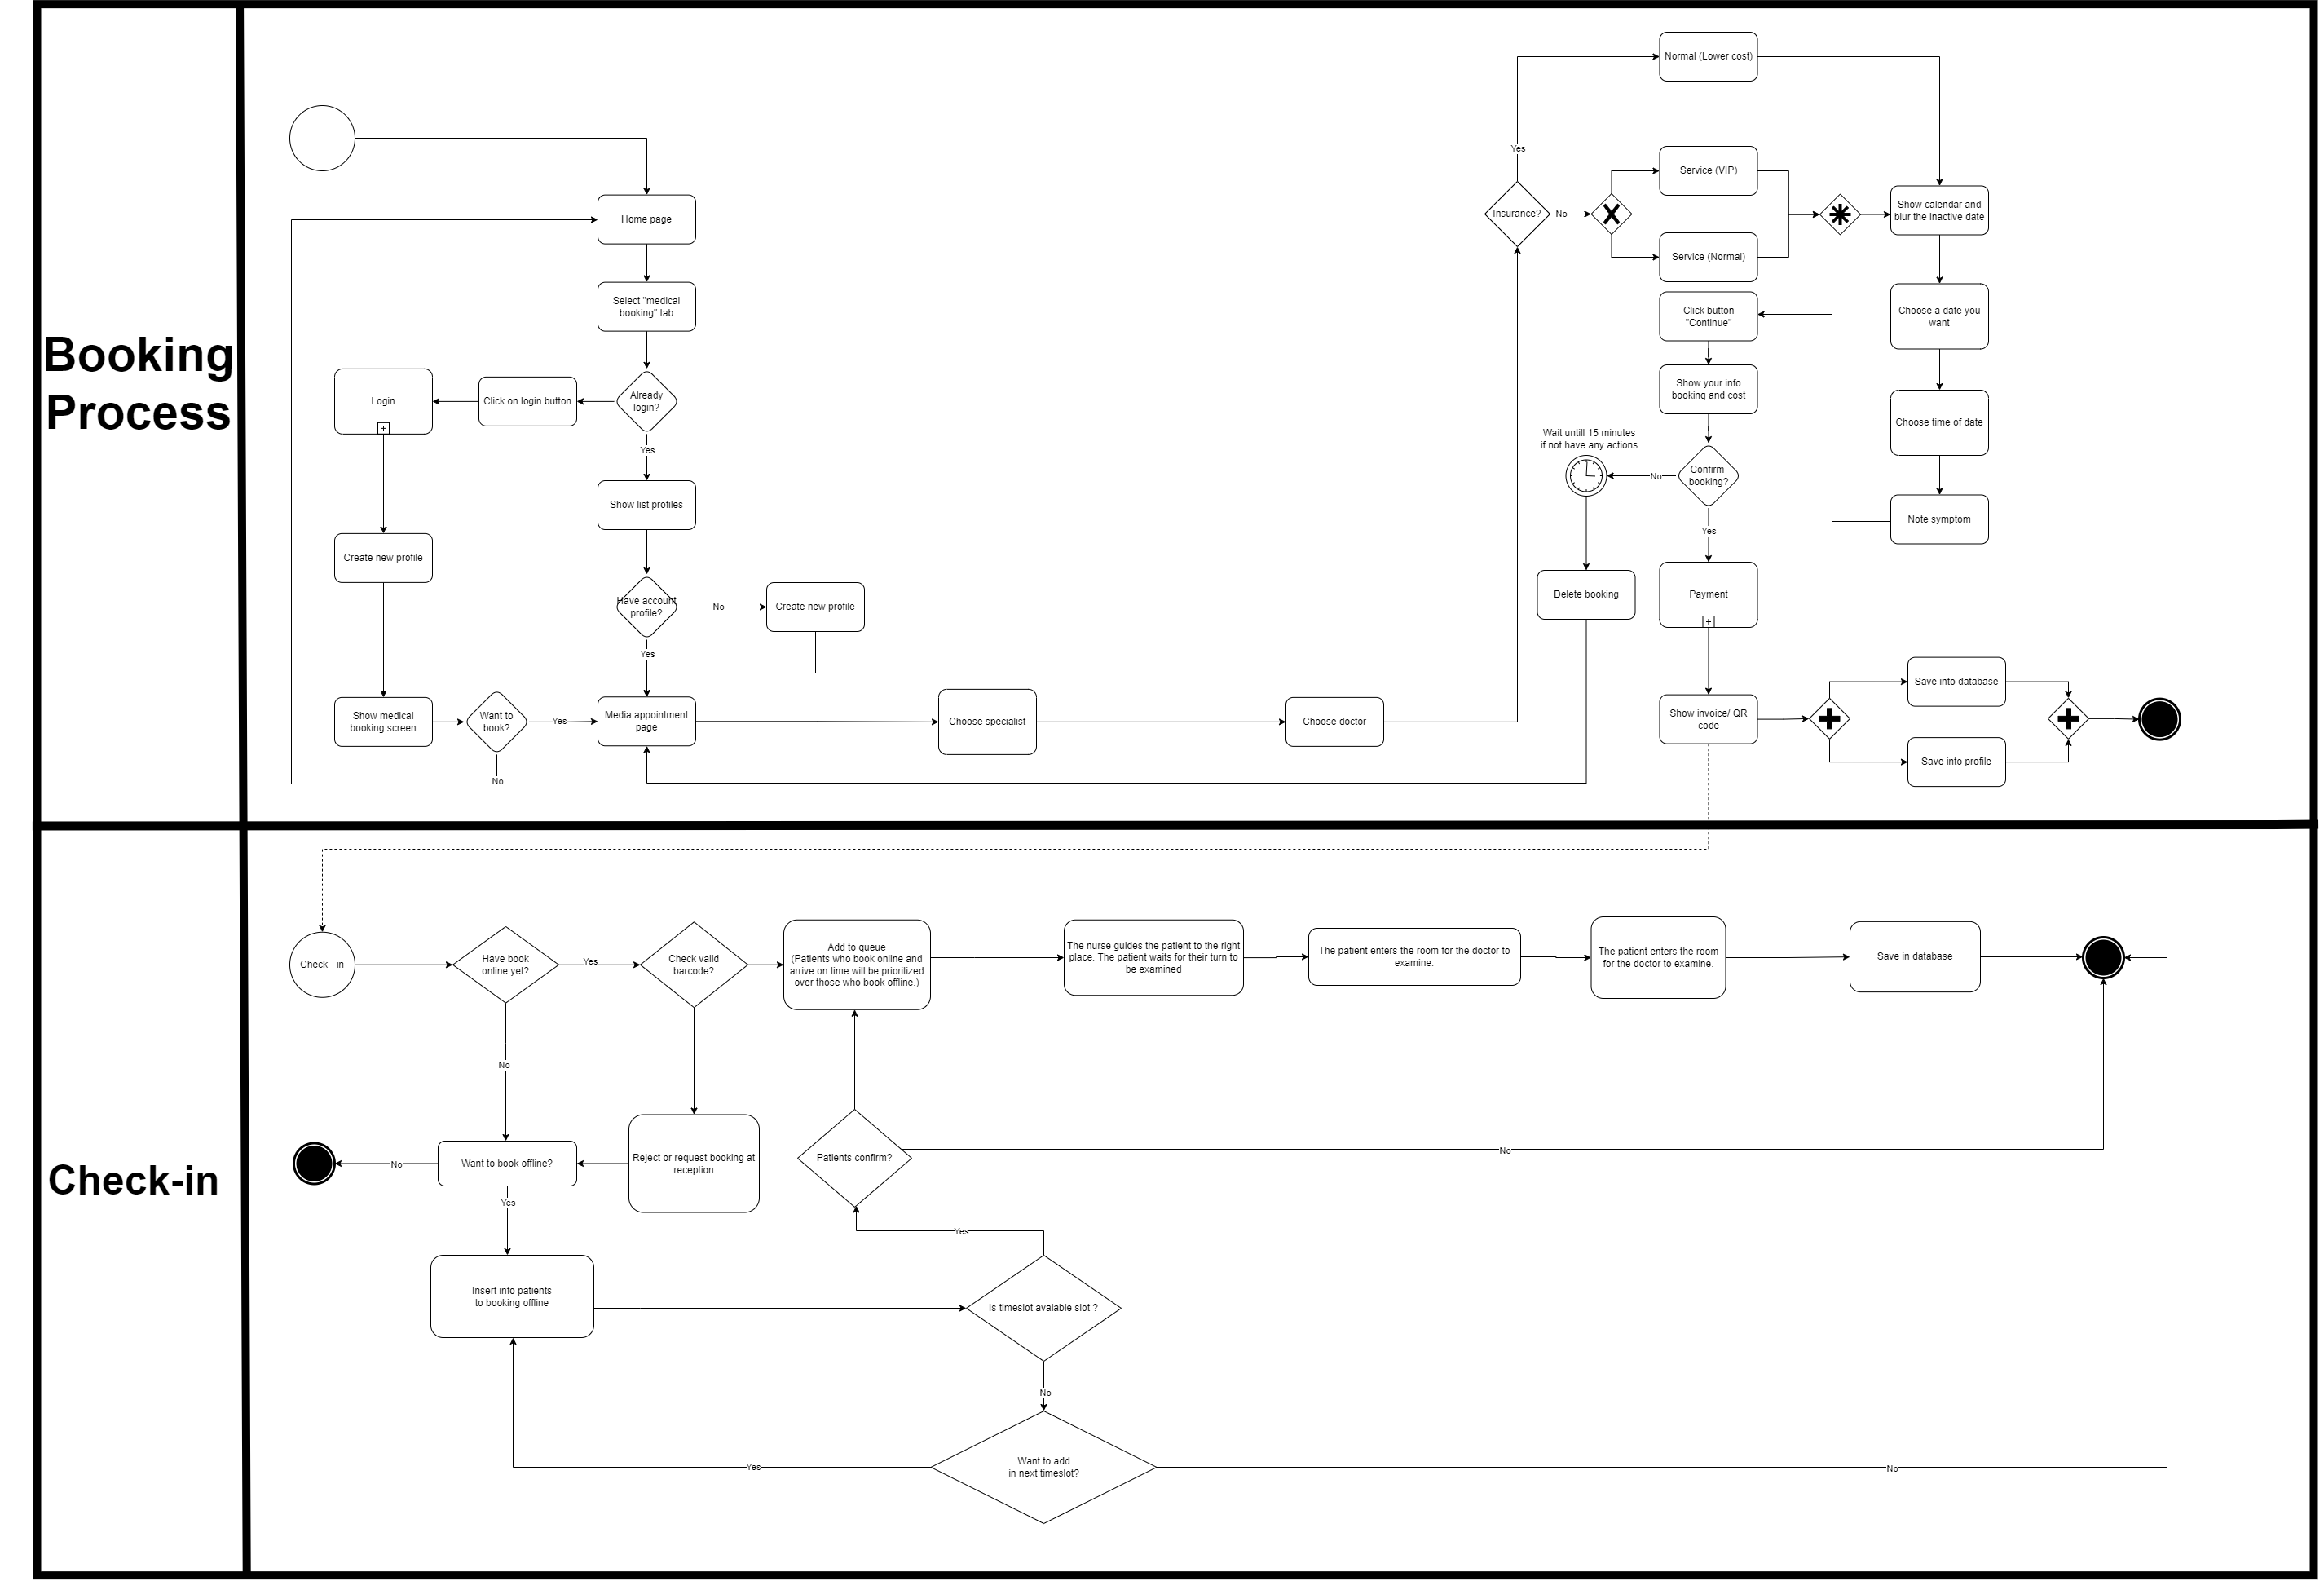 Booking
Process
Home page
Select "medical
booking" tab
Already
login?
Click on login button
Login
Yes
Show list profiles
Create new profile
Have account
profile?
No
Create new profile
Yes
Show medical
booking screen
Want to
book?
Yes
No
Media appointment
page
Choose specialist
Choose doctor
Insurance?
Yes
No
Normal (Lower cost)
Service (VIP)
Service (Normal)
Show calendar and
blur the inactive date
Choose a date you
want
Choose time of date
Note symptom
Click button
"Continue"
Show your info
booking and cost
Confirm
booking?
No
Wait untill 15 minutes
if not have any actions
Delete booking
Yes
Payment
Show invoice/ QR
code
Save into database
Save into profile
Check-in
Check - in
Have book
online yet?
Yes
Check valid
barcode?
Add to queue
(Patients who book online and
arrive on time will be prioritized
over those who book offline.)
The nurse guides the patient to the right
place. The patient waits for their turn to
be examined
The patient enters the room for the doctor to
examine.
The patient enters the room
for the doctor to examine.
Save in database
No
Want to book offline?
No
Reject or request booking at
reception
Patients confirm?
No
Yes
Yes
Insert info patients
to booking offline
Is timeslot avaiable slot ?
No
Want to add
in next timeslot?
Yes
No